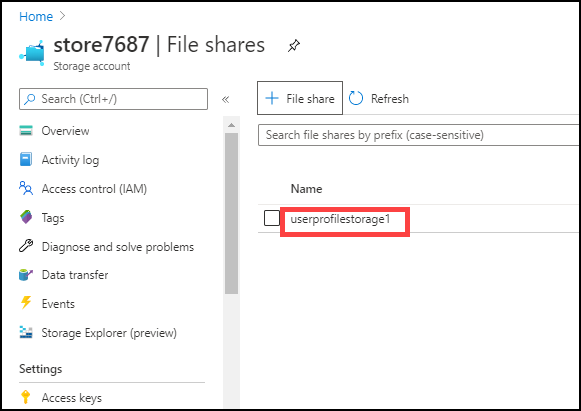 Home >
store7687 | File shares
Storage account
Search (Ctrl+/)
«
+ File share
Refresh
Search file shares by prefix (case-sensitive)
Overview
Activity log
Access control (IAM)
Tags
Diagnose and solve problems
Data transfer
Events
Storage Explorer (preview)
Settings
Access keys
Name
userprofilestorage1